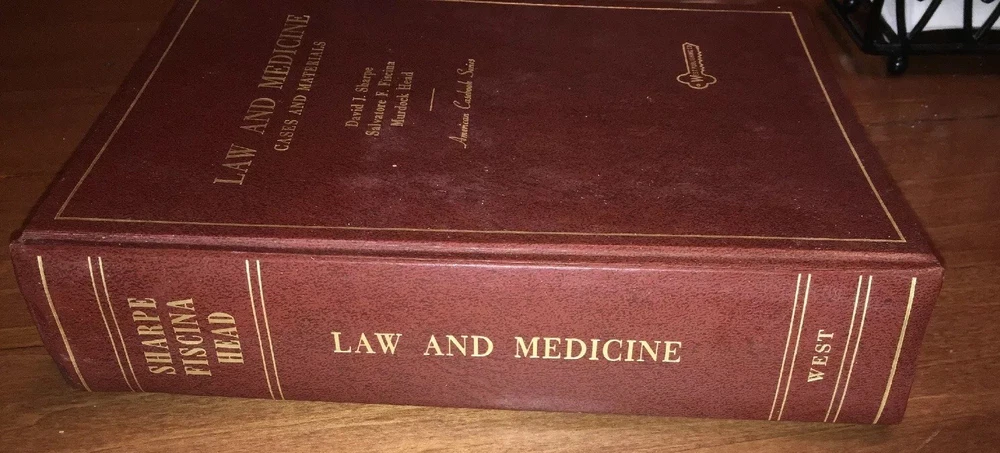 LAW AND MEDICINE
CASES AND MATERIALS
David J. Sharpe
Salvatore F. Fiscina
Murdock Head
American Casebook Series
SHARPE
FISCINA
HEAD
LAW AND MEDICINE
WEST